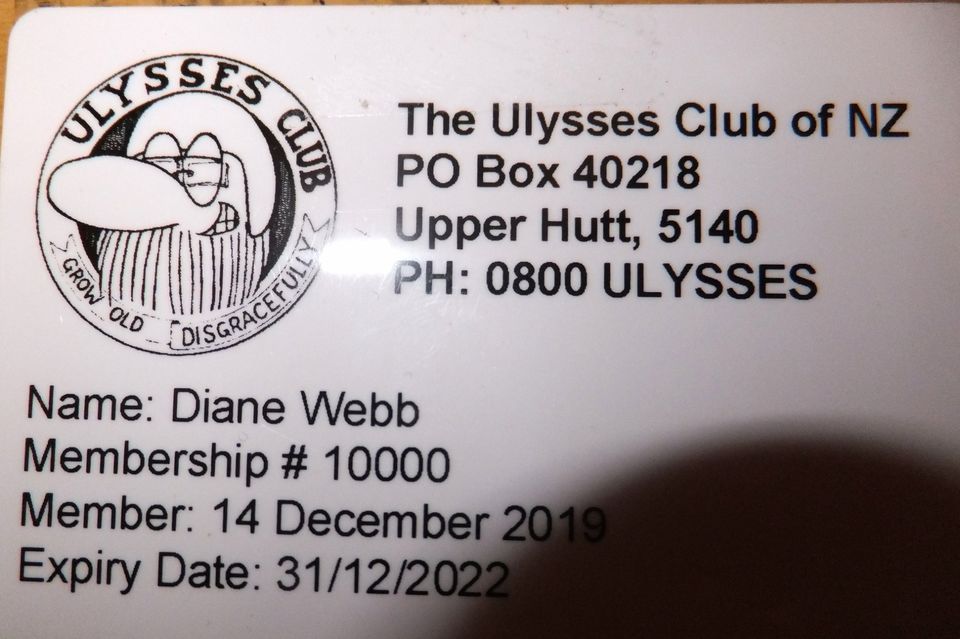 ULYSSES CLUB
GROW OLD DISGRACEFULLY
The Ulysses Club of NZ
PO Box 40218
Upper Hutt, 5140
PH: 0800 ULYSSES
Name: Diane Webb
Membership # 10000
Member: 14 December 2019
Expiry Date: 31/12/2022